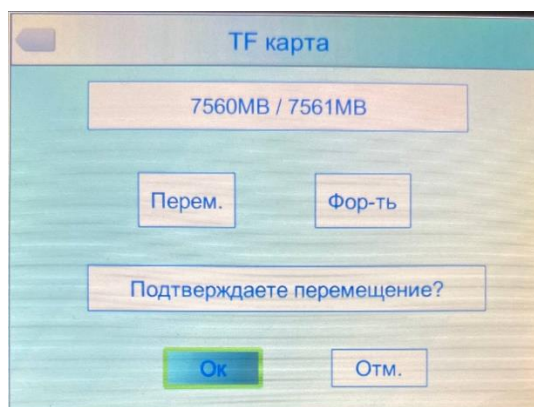 TF карта
7560MB / 7561MB
Перем. Фор-ть
Подтверждаете перемещение?
Ок Отм.